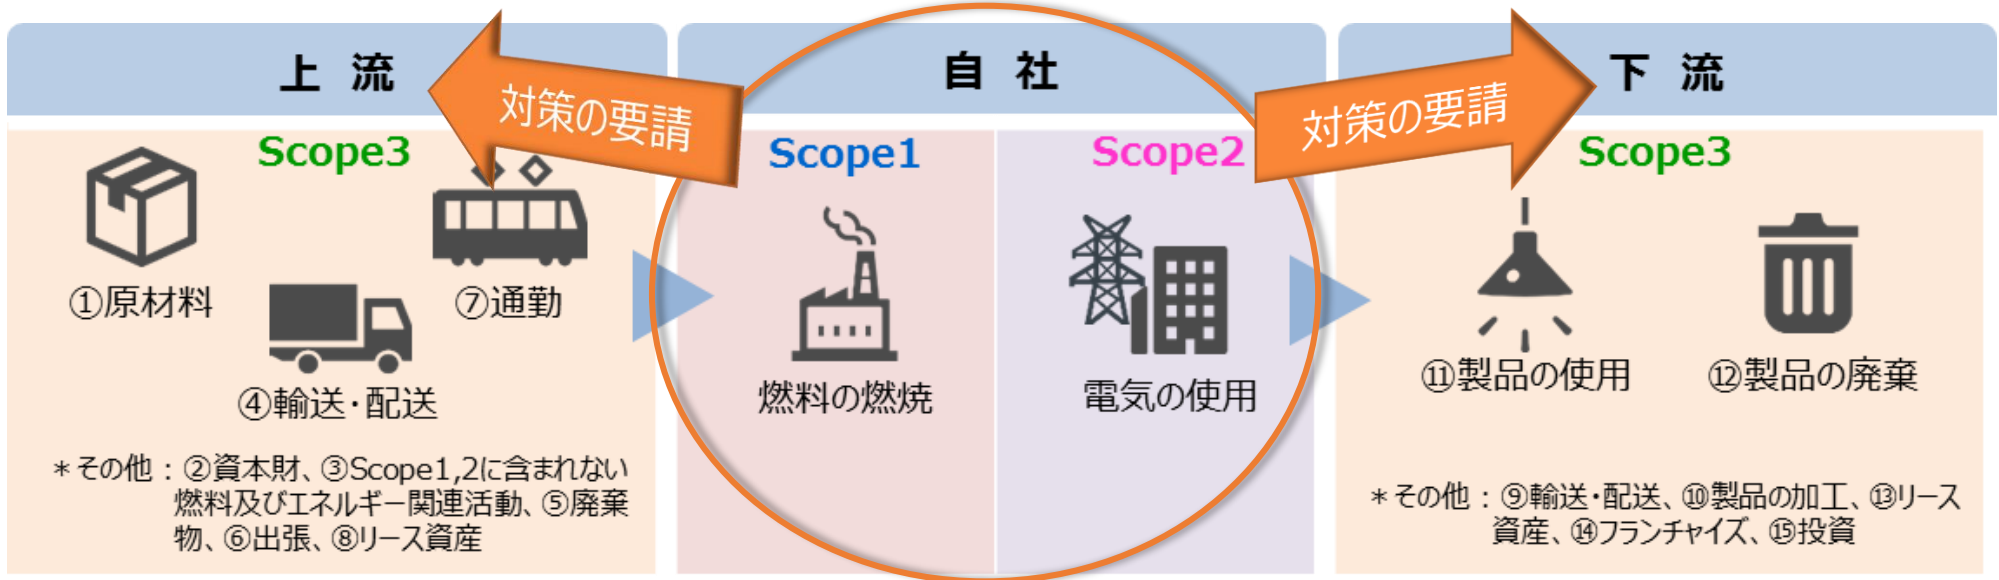 上 流
対策の要請
自 社
対策の要請
下 流
Scope3
①原材料
④輸送・配送
⑦通勤
＊その他：②資本財、③Scope1,2に含まれない
燃料及びエネルギー関連活動、⑤廃棄
物、⑥出張、⑧リース資産
Scope1
燃料の燃焼
Scope2
電気の使用
Scope3
⑪製品の使用
⑫製品の廃棄
＊その他：⑨輸送・配送、⑩製品の加工、⑬リース
資産、⑭フランチャイズ、⑮投資